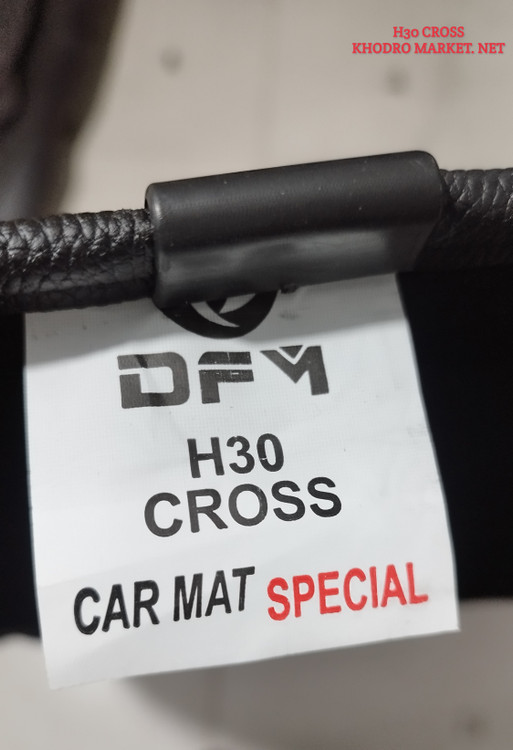 H30 CROSS
KHODRO MARKET. NET
DFM
H30
CROSS
CAR MAT SPECIAL